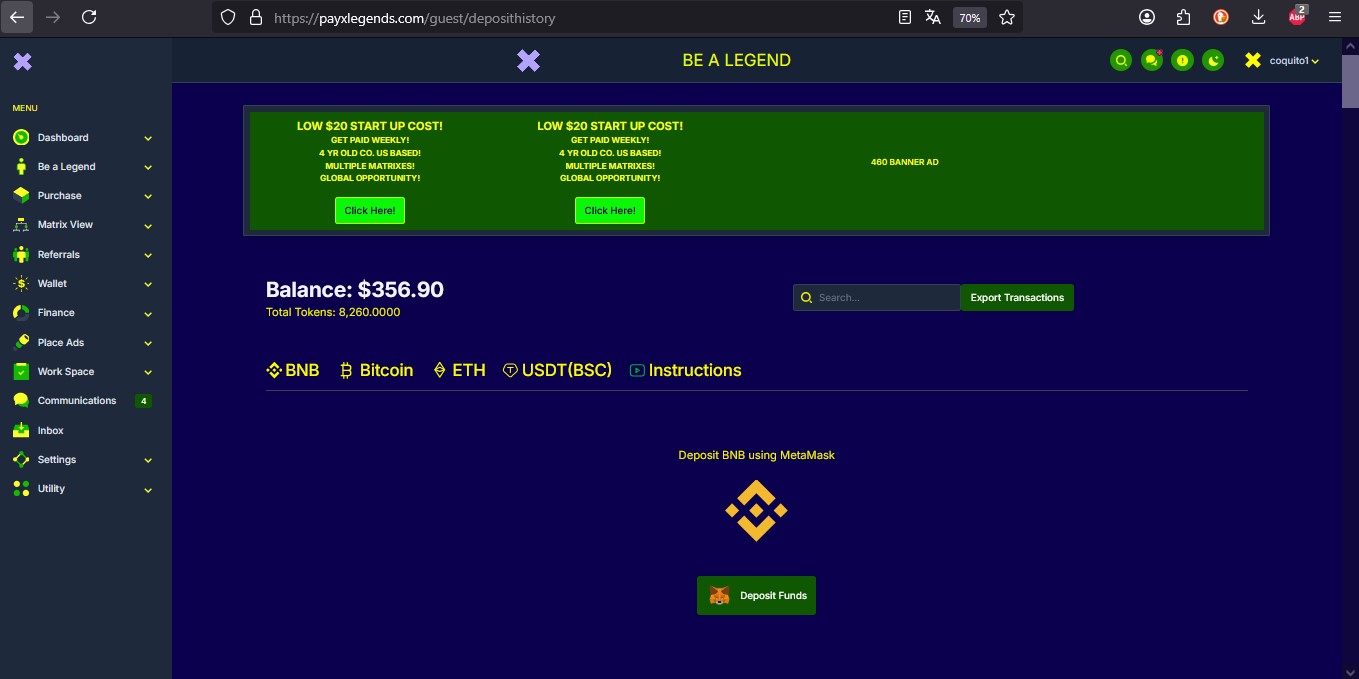 https://payxlegends.com/guest/deposithistory
70%
ABP
2
BE A LEGEND
coquito1
MENU
Dashboard
Be a Legend
Purchase
Matrix View
Referrals
Wallet
Finance
Place Ads
Work Space
Communications 4
Inbox
Settings
Utility
LOW $20 START UP COST!
GET PAID WEEKLY!
4 YR OLD CO. US BASED!
MULTIPLE MATRIXES!
GLOBAL OPPORTUNITY!
Click Here!
LOW $20 START UP COST!
GET PAID WEEKLY!
4 YR OLD CO. US BASED!
MULTIPLE MATRIXES!
GLOBAL OPPORTUNITY!
Click Here!
460 BANNER AD
Balance: $356.90
Total Tokens: 8,260.0000
Search...
Export Transactions
BNB Bitcoin ETH USDT(BSC) Instructions
Deposit BNB using MetaMask
Deposit Funds